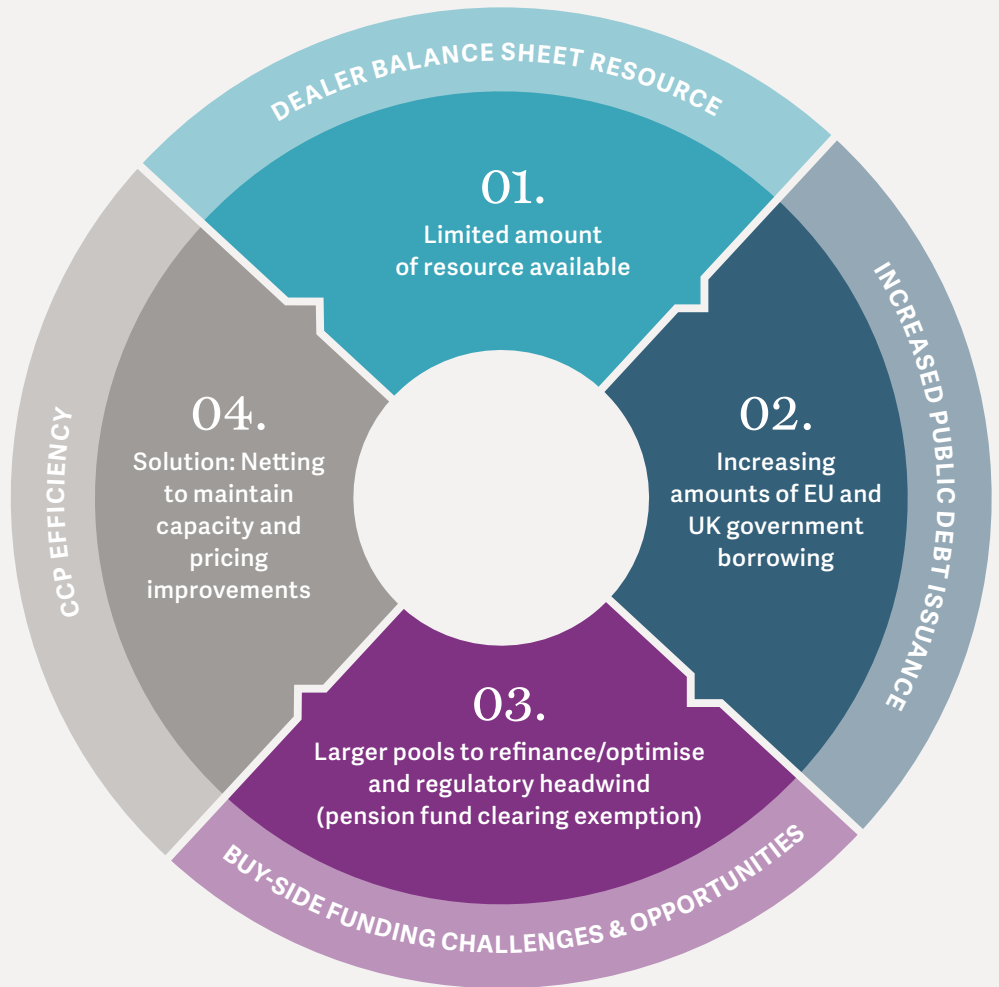 DEALER BALANCE SHEET RESOURCE
01.
Limited amount
of resource available
INCREASED PUBLIC DEBT ISSUANCE
02.
Increasing
amounts of EU and
UK government
borrowing
03.
Larger pools to refinance/optimise
and regulatory headwind
(pension fund clearing exemption)
BUY-SIDE FUNDING CHALLENGES & OPPORTUNITIES
CCP EFFICIENCY
04.
Solution: Netting
to maintain
capacity and
pricing
improvements